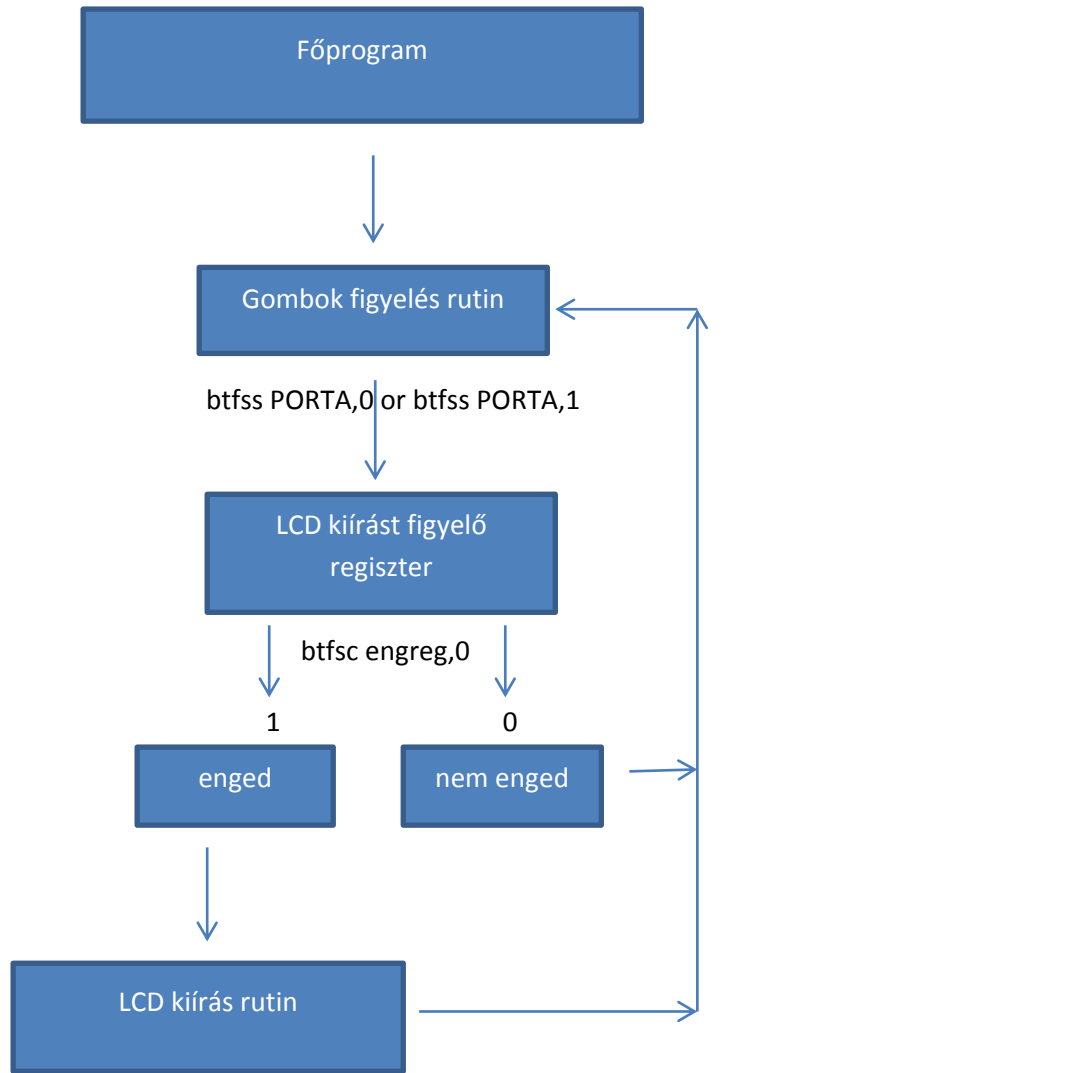 Főprogram
Gombok figyelés rutin
btfss PORTA,0 or btfss PORTA,1
LCD kiírást figyelő
regiszter
btfsc engreg,0
1
0
enged
nem enged
LCD kiírás rutin